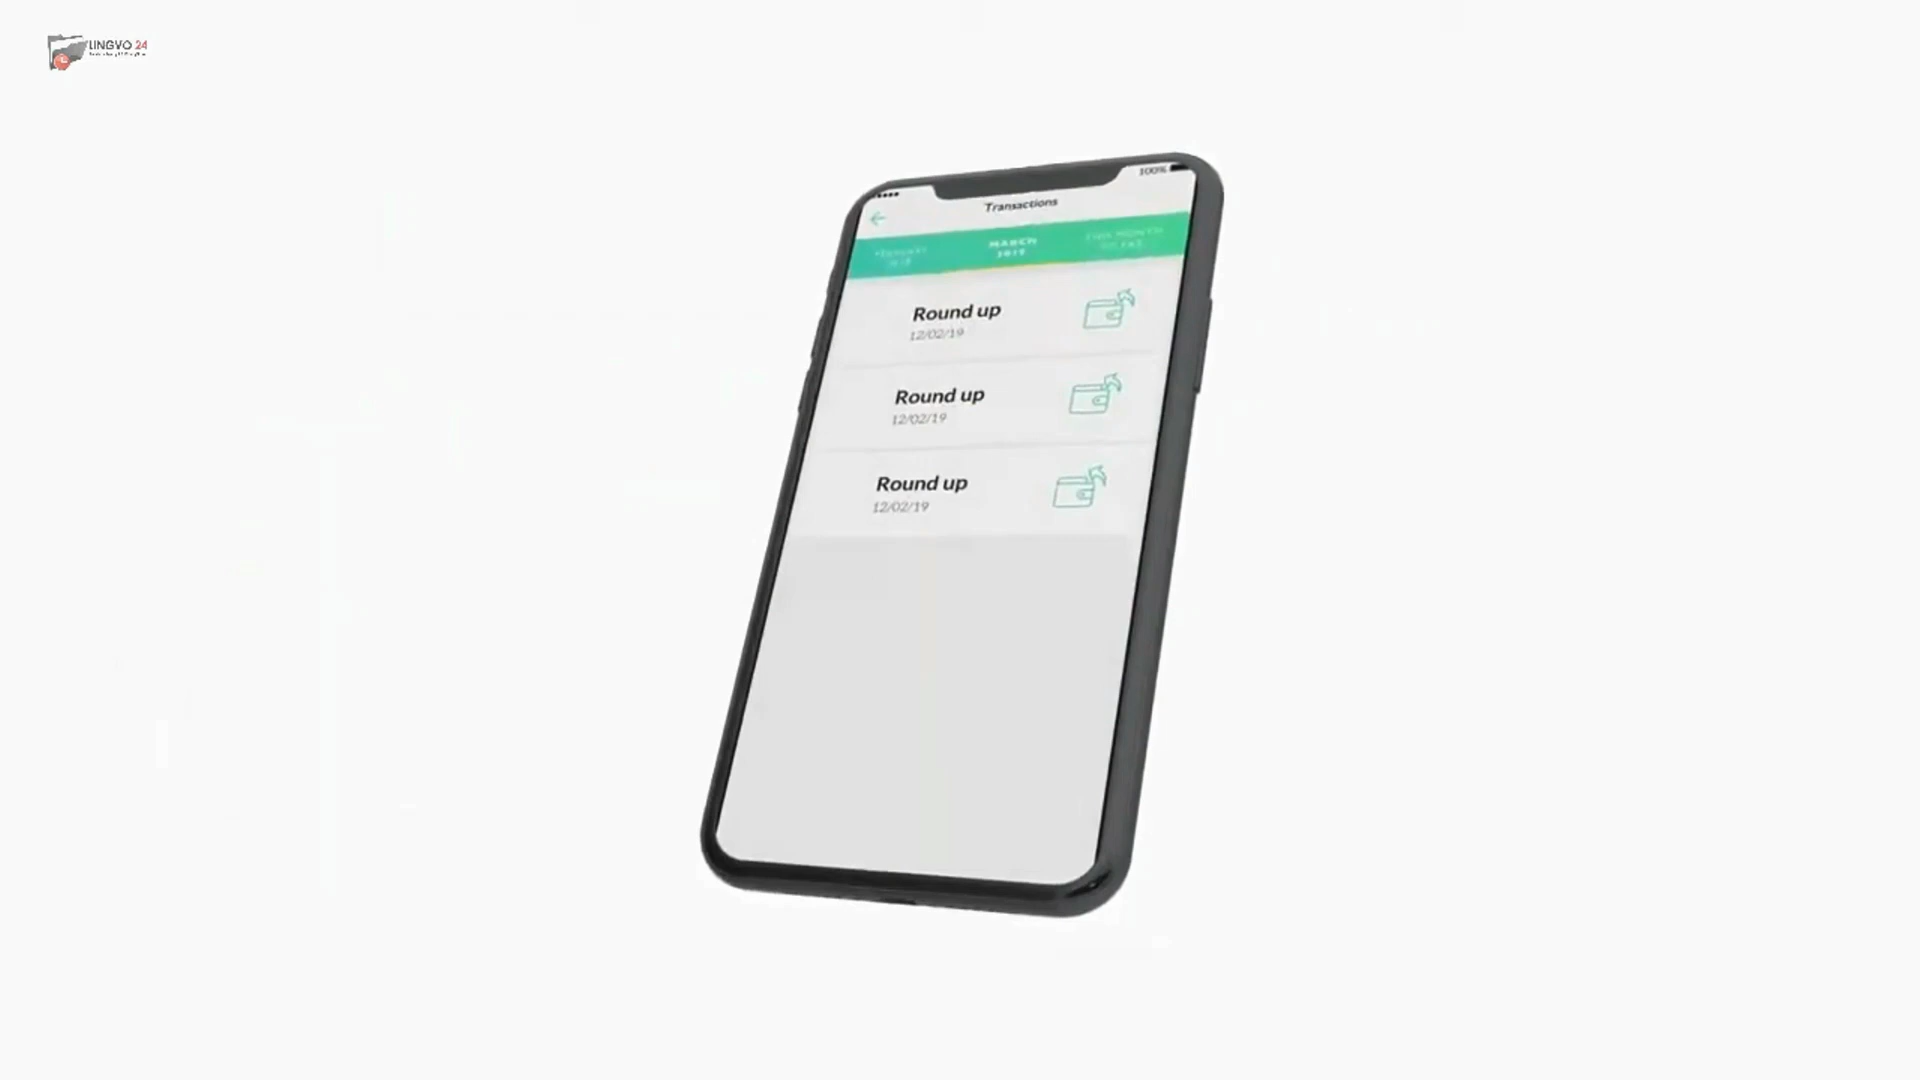 LINGVO 24
100%
Transactions
MARCH
Round up
12/02/19
Round up
12/02/19
Round up
12/02/19